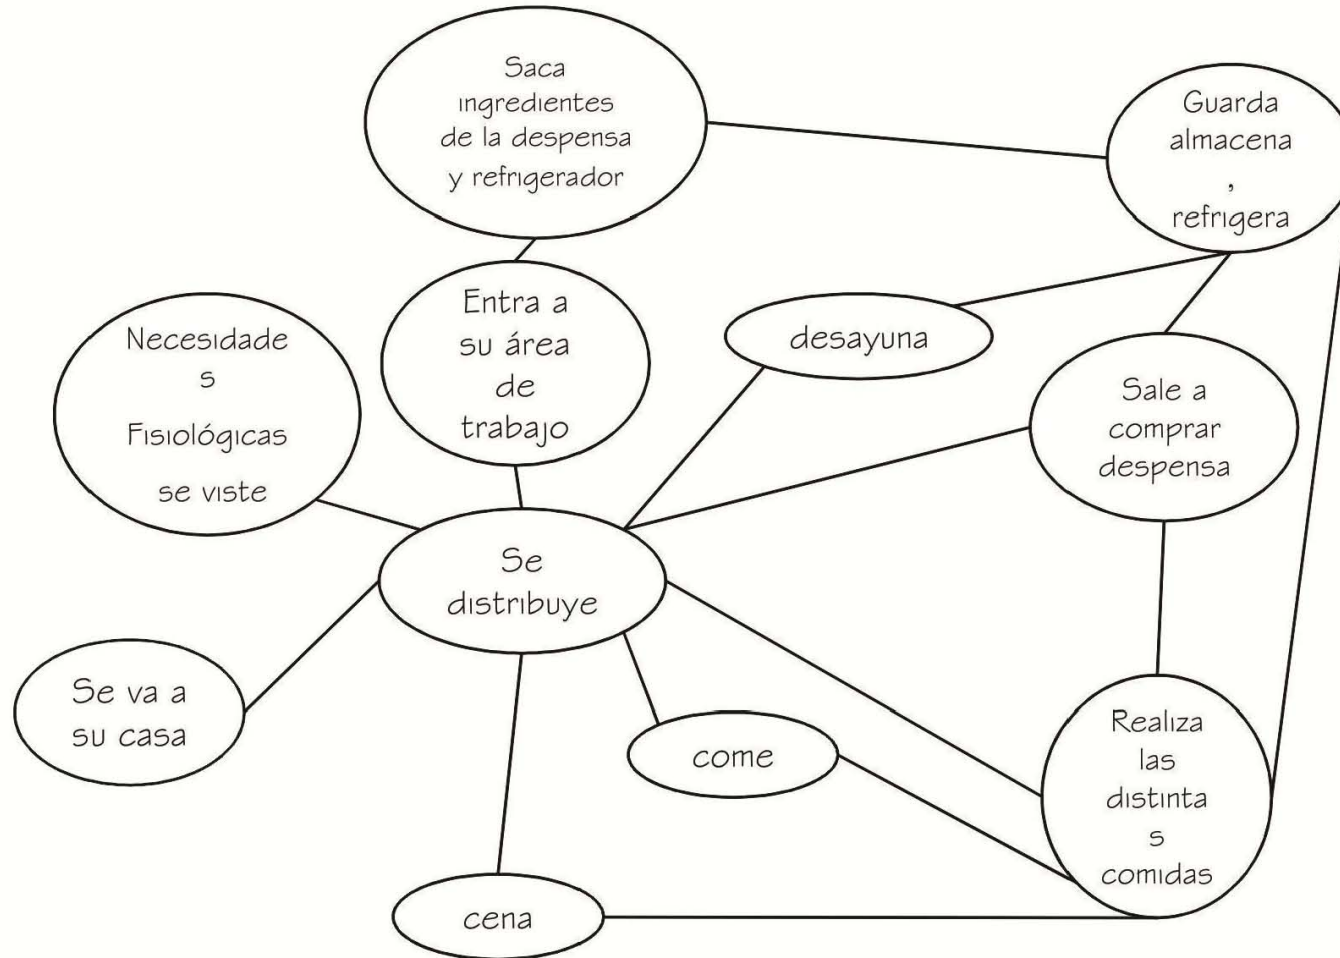 Saca
ingredientes
de la despensa
y refrigerador
Guarda
almacena
,
refrigera
Entra a
su área
de
trabajo
Necesidade
s
Fisiológicas
se viste
desayuna
Sale a
comprar
despensa
Se
distribuye
Se va a
su casa
come
Realiza
las
distinta
s
comidas
cena